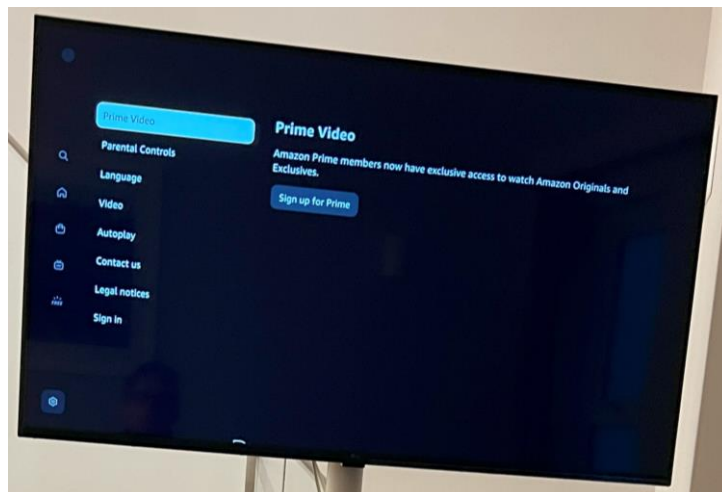 Prime Video
Parental Controls
Language
Video
Autoplay
Contact us
Legal notices
Sign in
Prime Video
Amazon Prime members now have exclusive access to watch Amazon Originals and
Exclusives.
Sign up for Prime